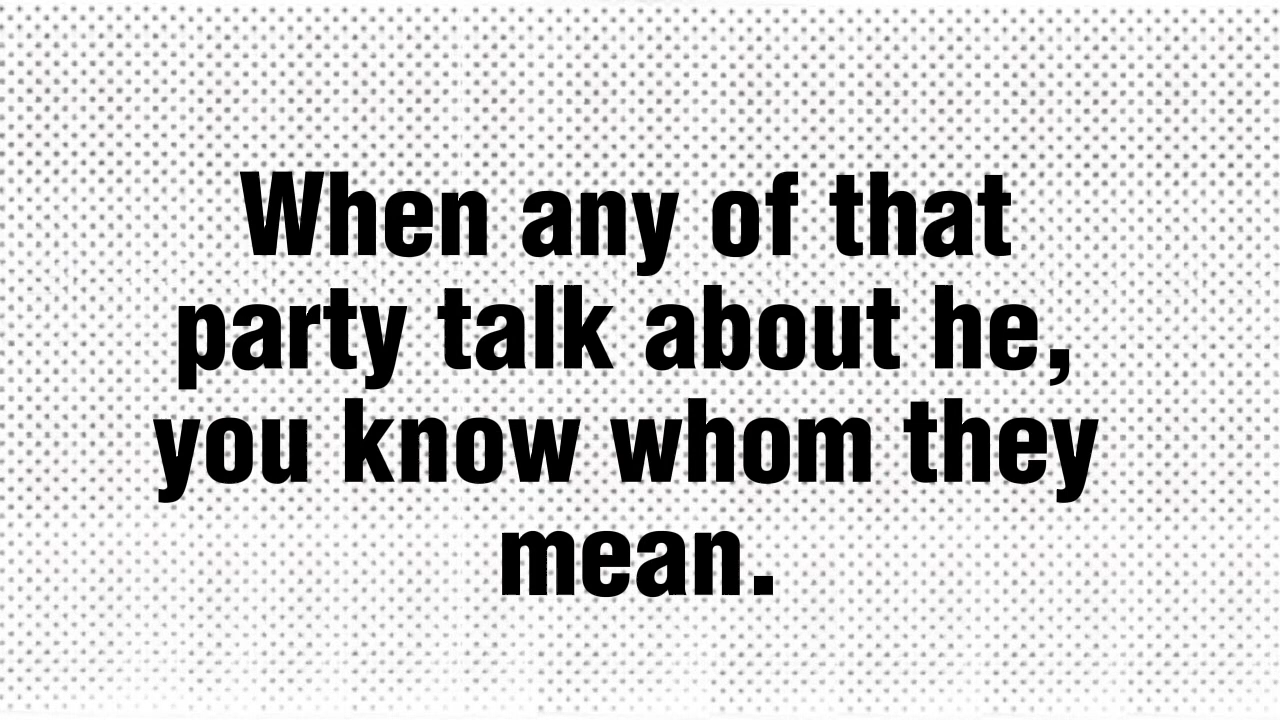 When any of that
party talk about he,
you know whom they
mean.